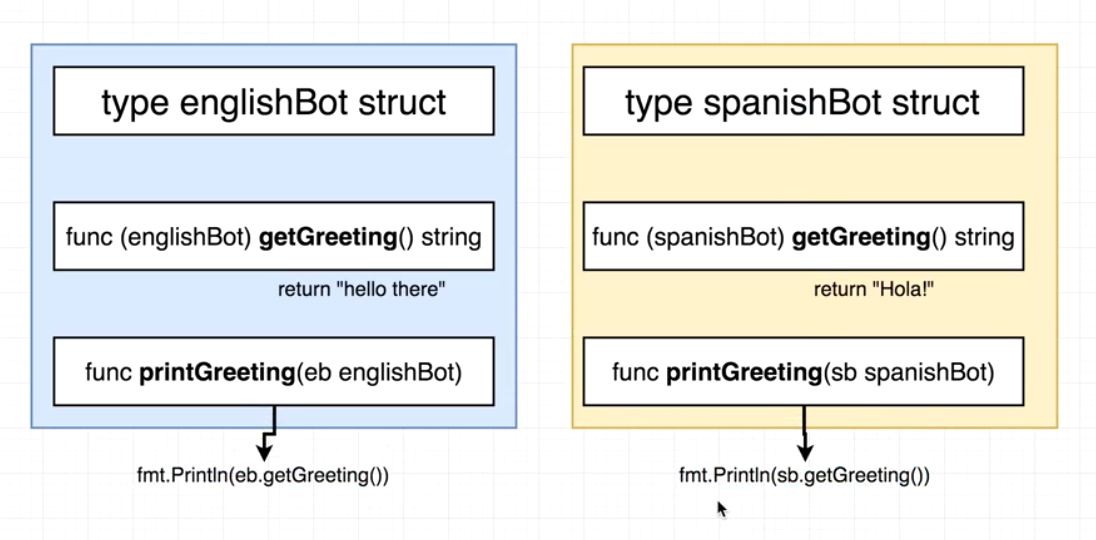 type englishBot struct
func (englishBot) getGreeting() string
return "hello there"
func printGreeting(eb englishBot)
fmt.Println(eb.getGreeting())
type spanishBot struct
func (spanishBot) getGreeting() string
return "Hola!"
func printGreeting(sb spanishBot)
fmt.Println(sb.getGreeting())